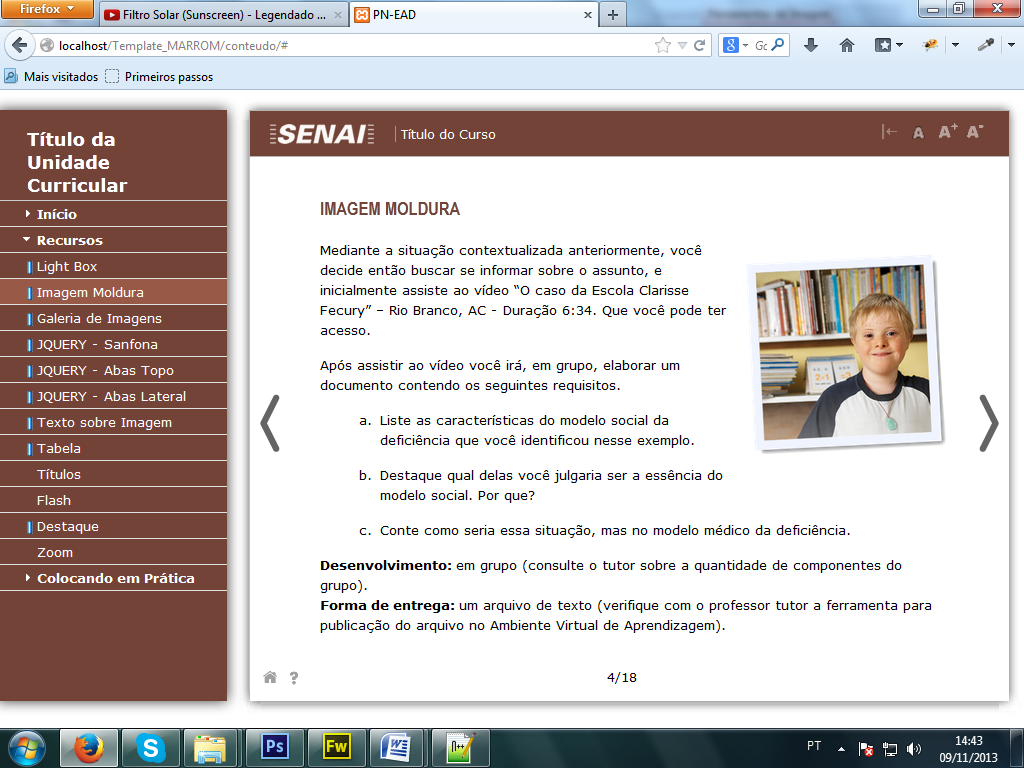 Firefox
Filtro Solar (Sunscreen) - Legendado ...
PN-EAD
localhost/Template_MARROM/conteudo/#
Mais visitados
Primeiros passos
Título da
Unidade
Curricular
Início
Recursos
Light Box
Imagem Moldura
Galeria de Imagens
JQUERY - Sanfona
JQUERY - Abas Topo
JQUERY - Abas Lateral
Texto sobre Imagem
Tabela
Títulos
Flash
Destaque
Zoom
Colocando em Prática
SENAI
Título do Curso
A A+ A-
IMAGEM MOLDURA
Mediante a situação contextualizada anteriormente, você
decide então buscar se informar sobre o assunto, e
inicialmente assiste ao vídeo “O caso da Escola Clarisse
Fecury” – Rio Branco, AC - Duração 6:34. Que você pode ter
acesso.
Após assistir ao vídeo você irá, em grupo, elaborar um
documento contendo os seguintes requisitos.
a. Liste as características do modelo social da
deficiência que você identificou nesse exemplo.
b. Destaque qual delas você julgaria ser a essência do
modelo social. Por que?
c. Conte como seria essa situação, mas no modelo médico da deficiência.
Desenvolvimento: em grupo (consulte o tutor sobre a quantidade de componentes do
grupo).
Forma de entrega: um arquivo de texto (verifique com o professor tutor a ferramenta para
publicação do arquivo no Ambiente Virtual de Aprendizagem).
?
4/18
Ps
Fw
PT
14:43
09/11/2013